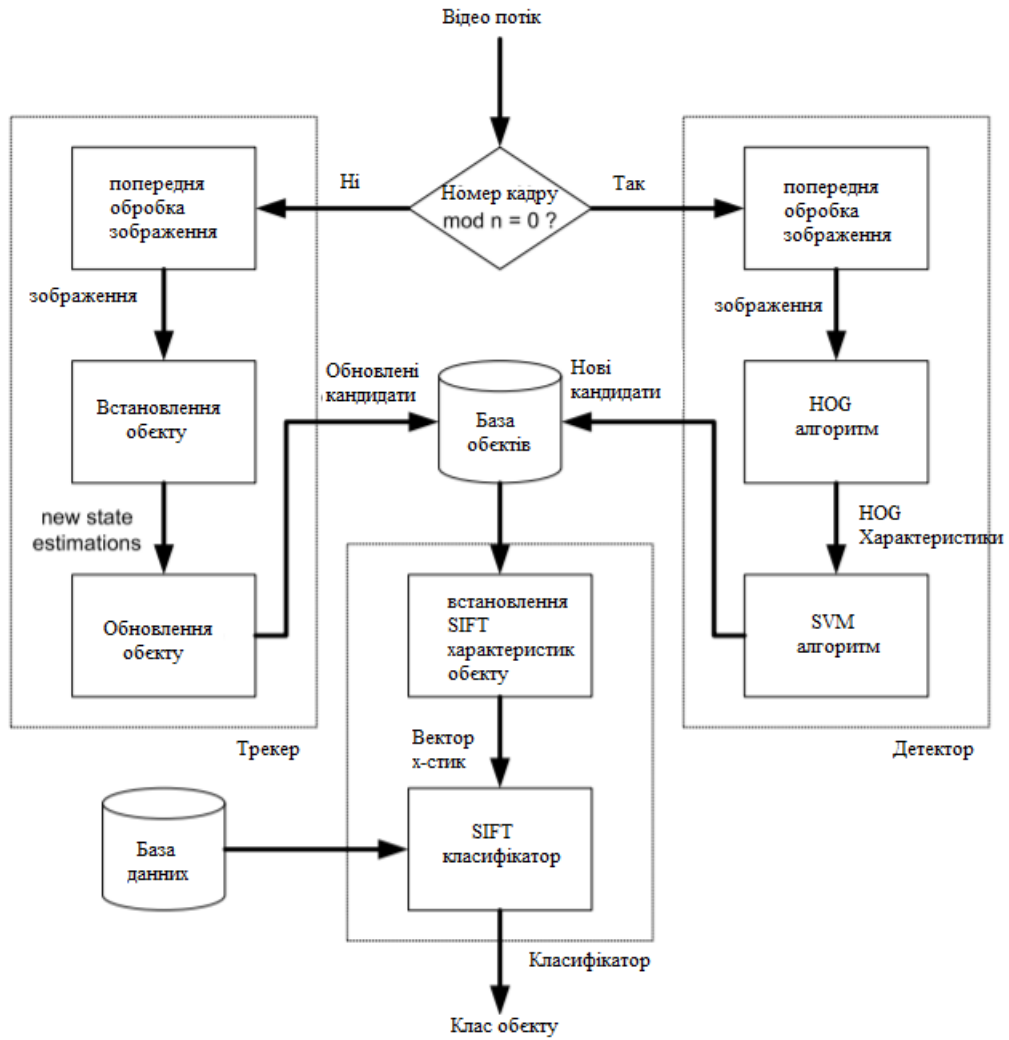 Відео потік
Номер кадру
mod n = 0 ?
Ні
Так
попередня
обробка
зображення
попередня
обробка
зображення
зображення
зображення
Встановлення
обєкту
Обновлені
кандидати
База
обєктів
Нові
кандидати
HOG
алгоритм
new state
estimations
HOG
Характеристики
Обновлення
обєкту
встановлення
SIFT
характеристик
обєкту
SVM
алгоритм
Трекер
Вектор
х-стик
Детектор
База
данних
SIFT
класифікатор
Класифікатор
Клас обєкту